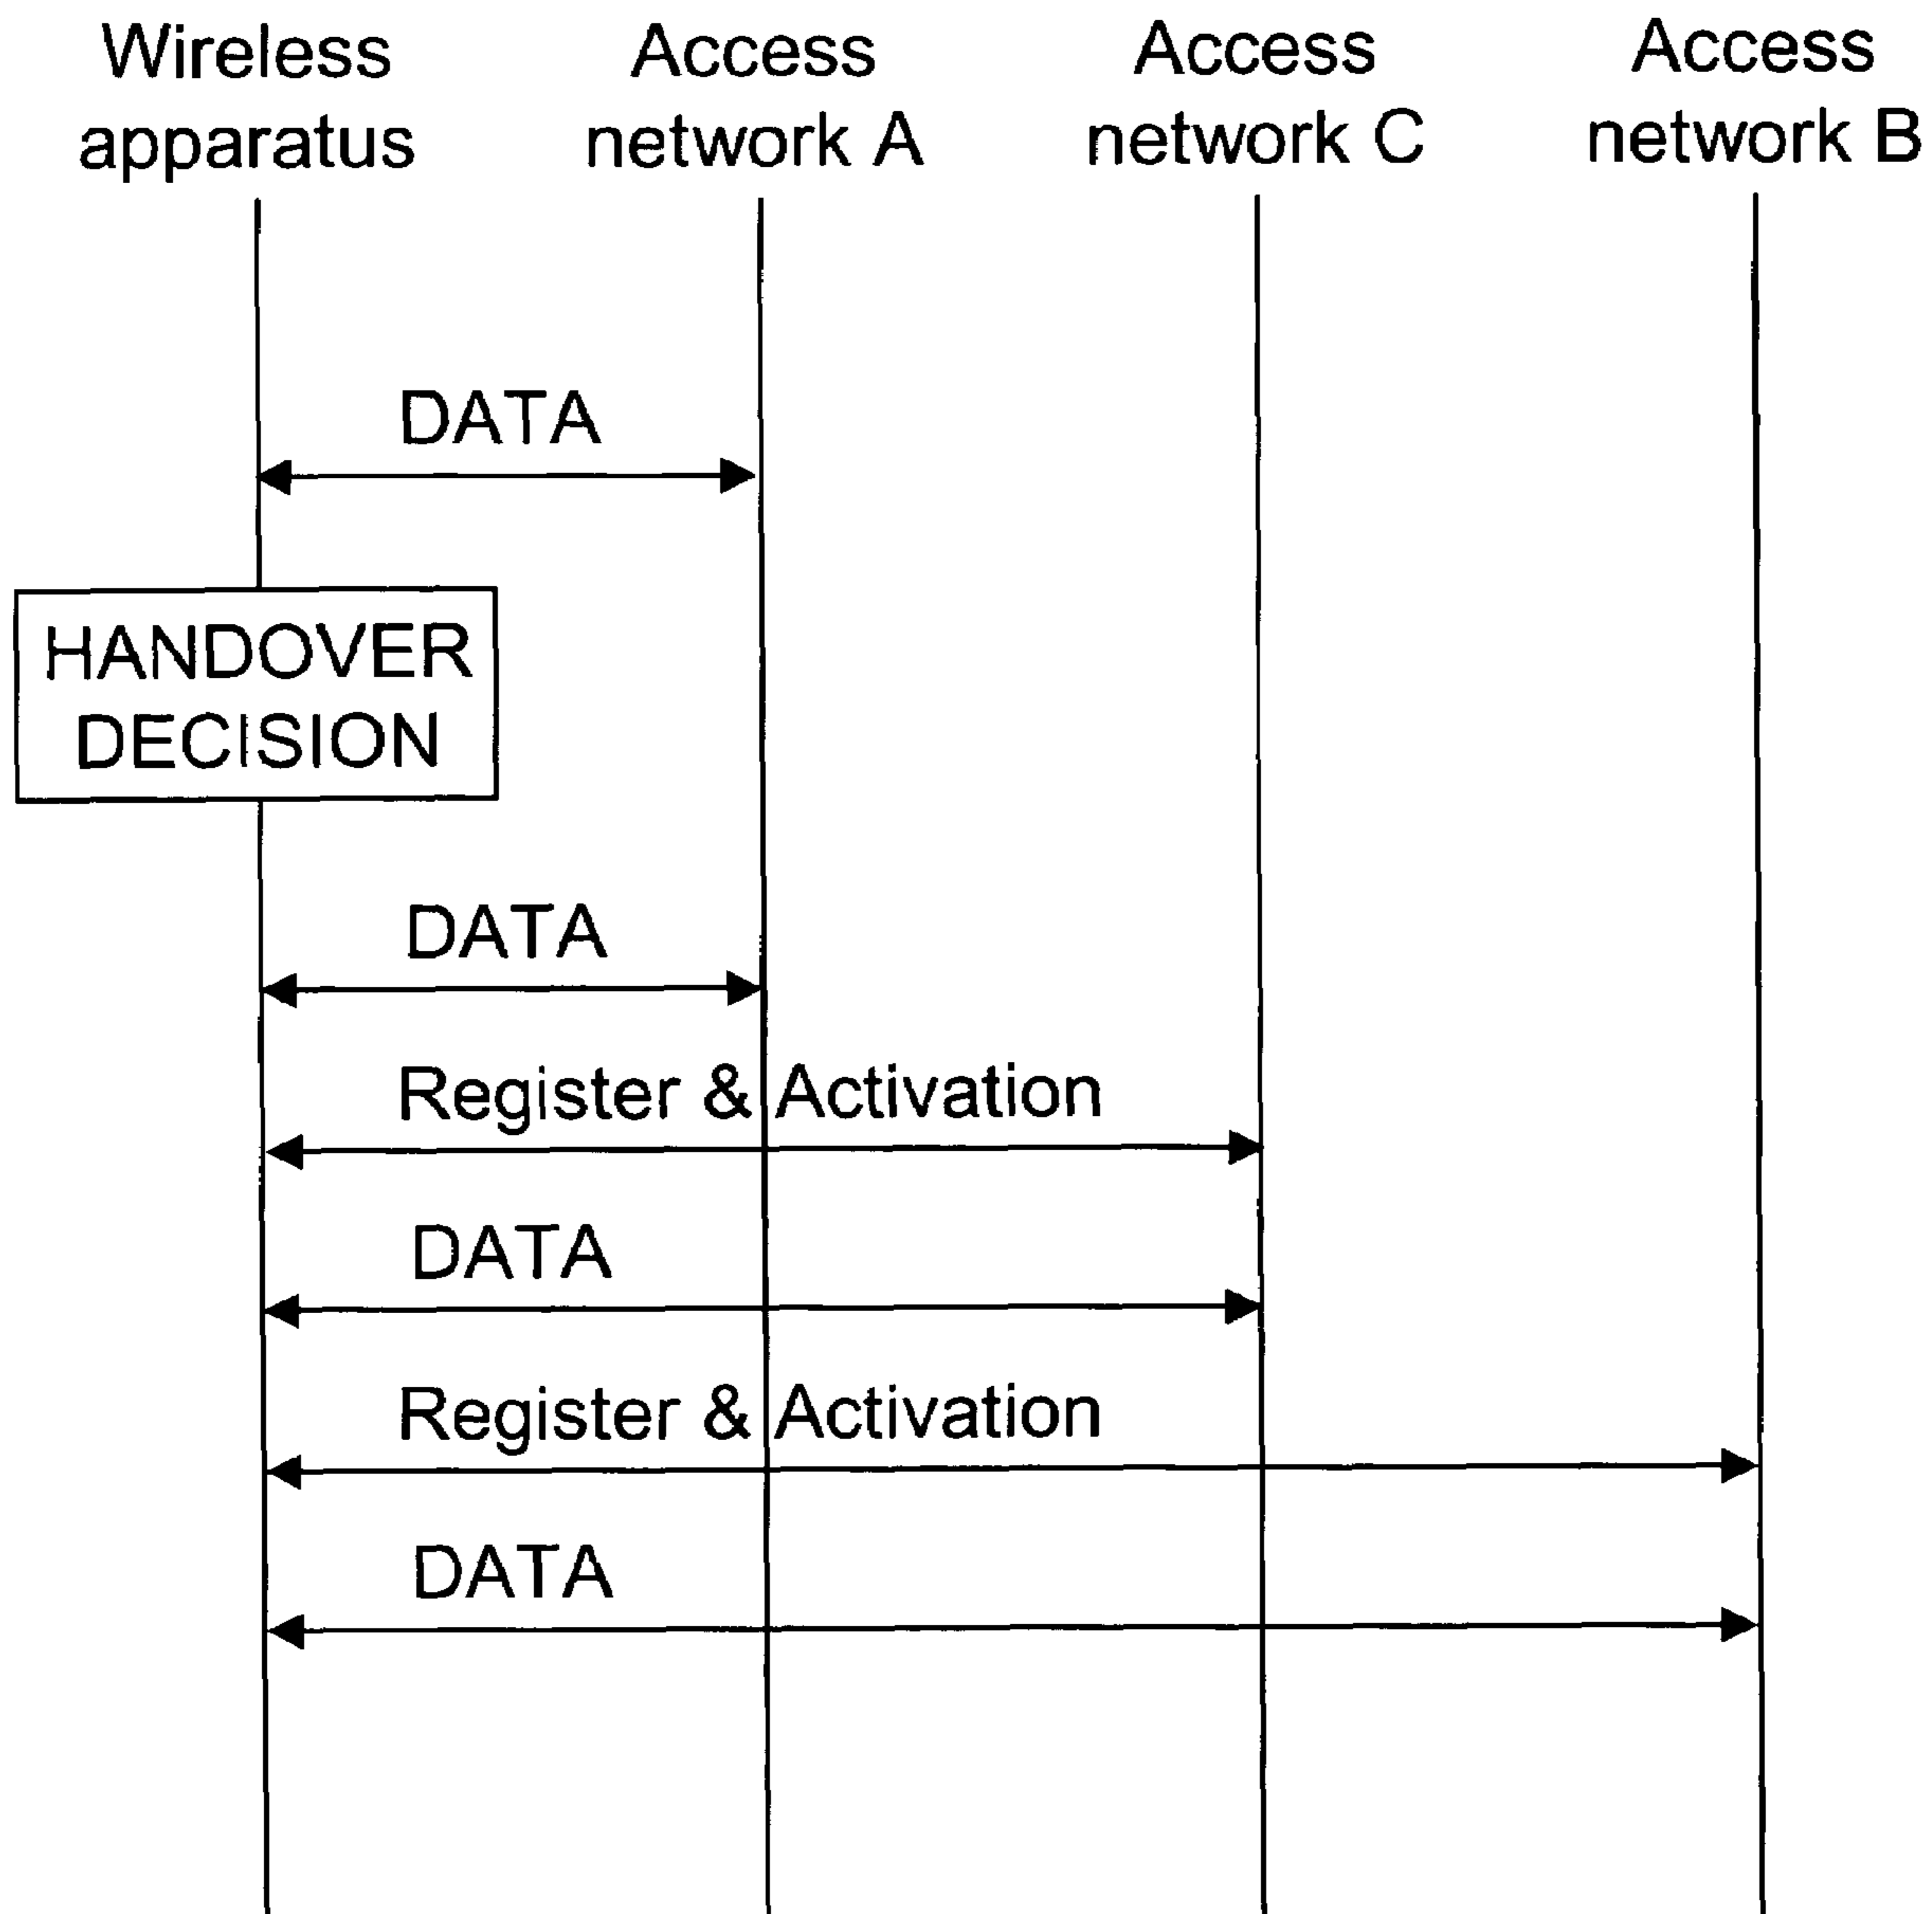 Wireless
apparatus
Access
network A
Access
network C
Access
network B
DATA
HANDOVER
DECISION
DATA
Register & Activation
DATA
Register & Activation
DATA